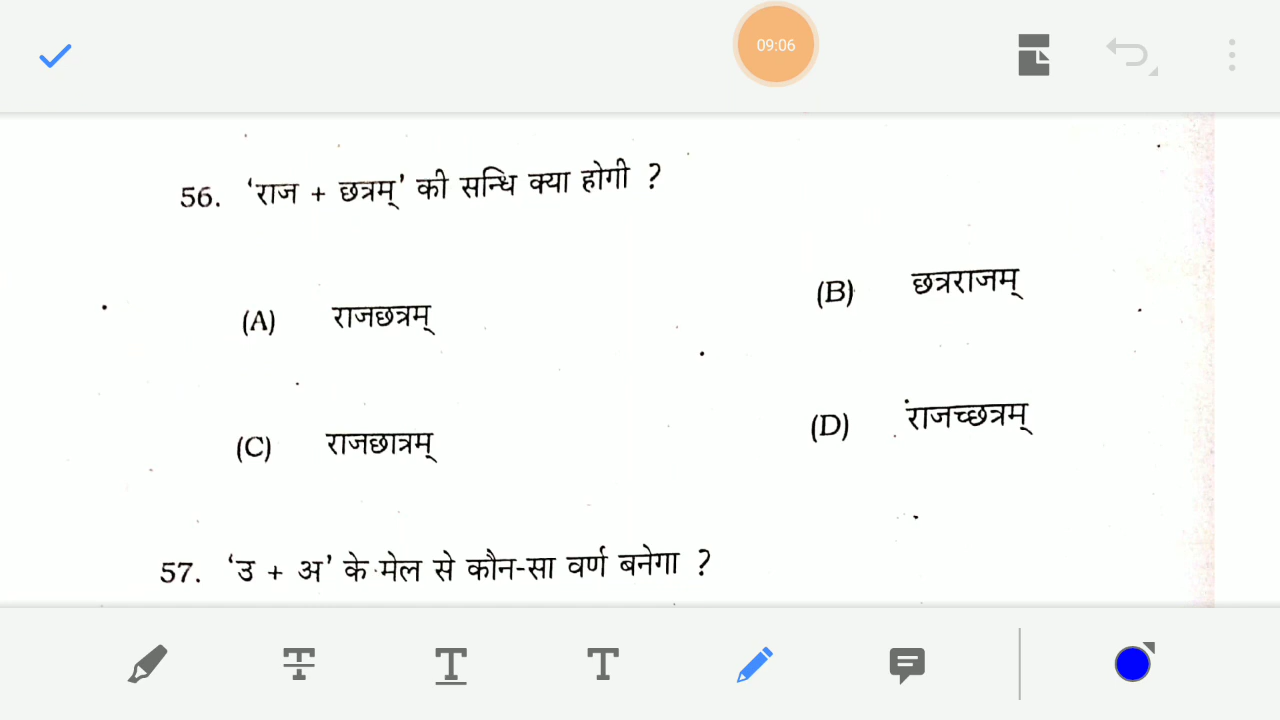 09:06
56. 'राज + छत्रम्' की सन्धि क्या होगी ?
(A) राजछत्रम् (B) छत्रराजम्
(C) राजछात्रम् (D) राजच्छत्रम्
57. 'उ + अ' के मेल से कौन-सा वर्ण बनेगा ?
T T T